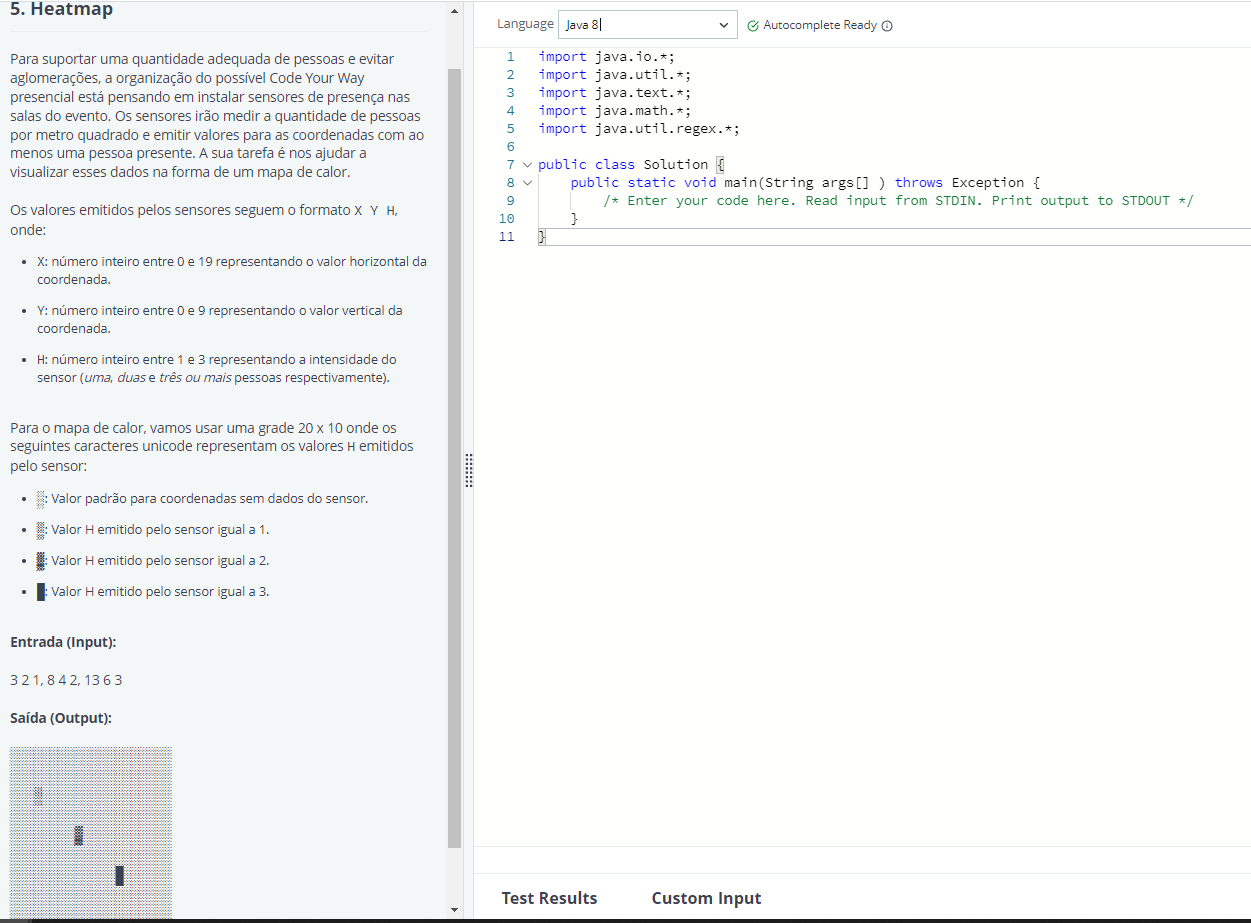 5. Heatmap
Para suportar uma quantidade adequada de pessoas e evitar
aglomerações, a organização do possível Code Your Way
presencial está pensando em instalar sensores de presença nas
salas do evento. Os sensores irão medir a quantidade de pessoas
por metro quadrado e emitir valores para as coordenadas com ao
menos uma pessoa presente. A sua tarefa é nos ajudar a
visualizar esses dados na forma de um mapa de calor.
Os valores emitidos pelos sensores seguem o formato X Y H,
onde:
• X: número inteiro entre 0 e 19 representando o valor horizontal da
coordenada.
• Y: número inteiro entre 0 e 9 representando o valor vertical da
coordenada.
• H: número inteiro entre 1 e 3 representando a intensidade do
sensor (uma, duas e três ou mais pessoas respectivamente).
Para o mapa de calor, vamos usar uma grade 20 x 10 onde os
seguintes caracteres unicode representam os valores H emitidos
pelo sensor:
• ░: Valor padrão para coordenadas sem dados do sensor.
• ▒: Valor H emitido pelo sensor igual a 1.
• ▓: Valor H emitido pelo sensor igual a 2.
• █: Valor H emitido pelo sensor igual a 3.
Entrada (Input):
3 2 1, 8 4 2, 13 6 3
Saída (Output):
Language Java 8 Autocomplete Ready
1 import java.io.*;
2 import java.util.*;
3 import java.text.*;
4 import java.math.*;
5 import java.util.regex.*;
6
7 public class Solution {
8 public static void main(String args[] ) throws Exception {
9 /* Enter your code here. Read input from STDIN. Print output to STDOUT */
10 }
11 }
Test Results Custom Input